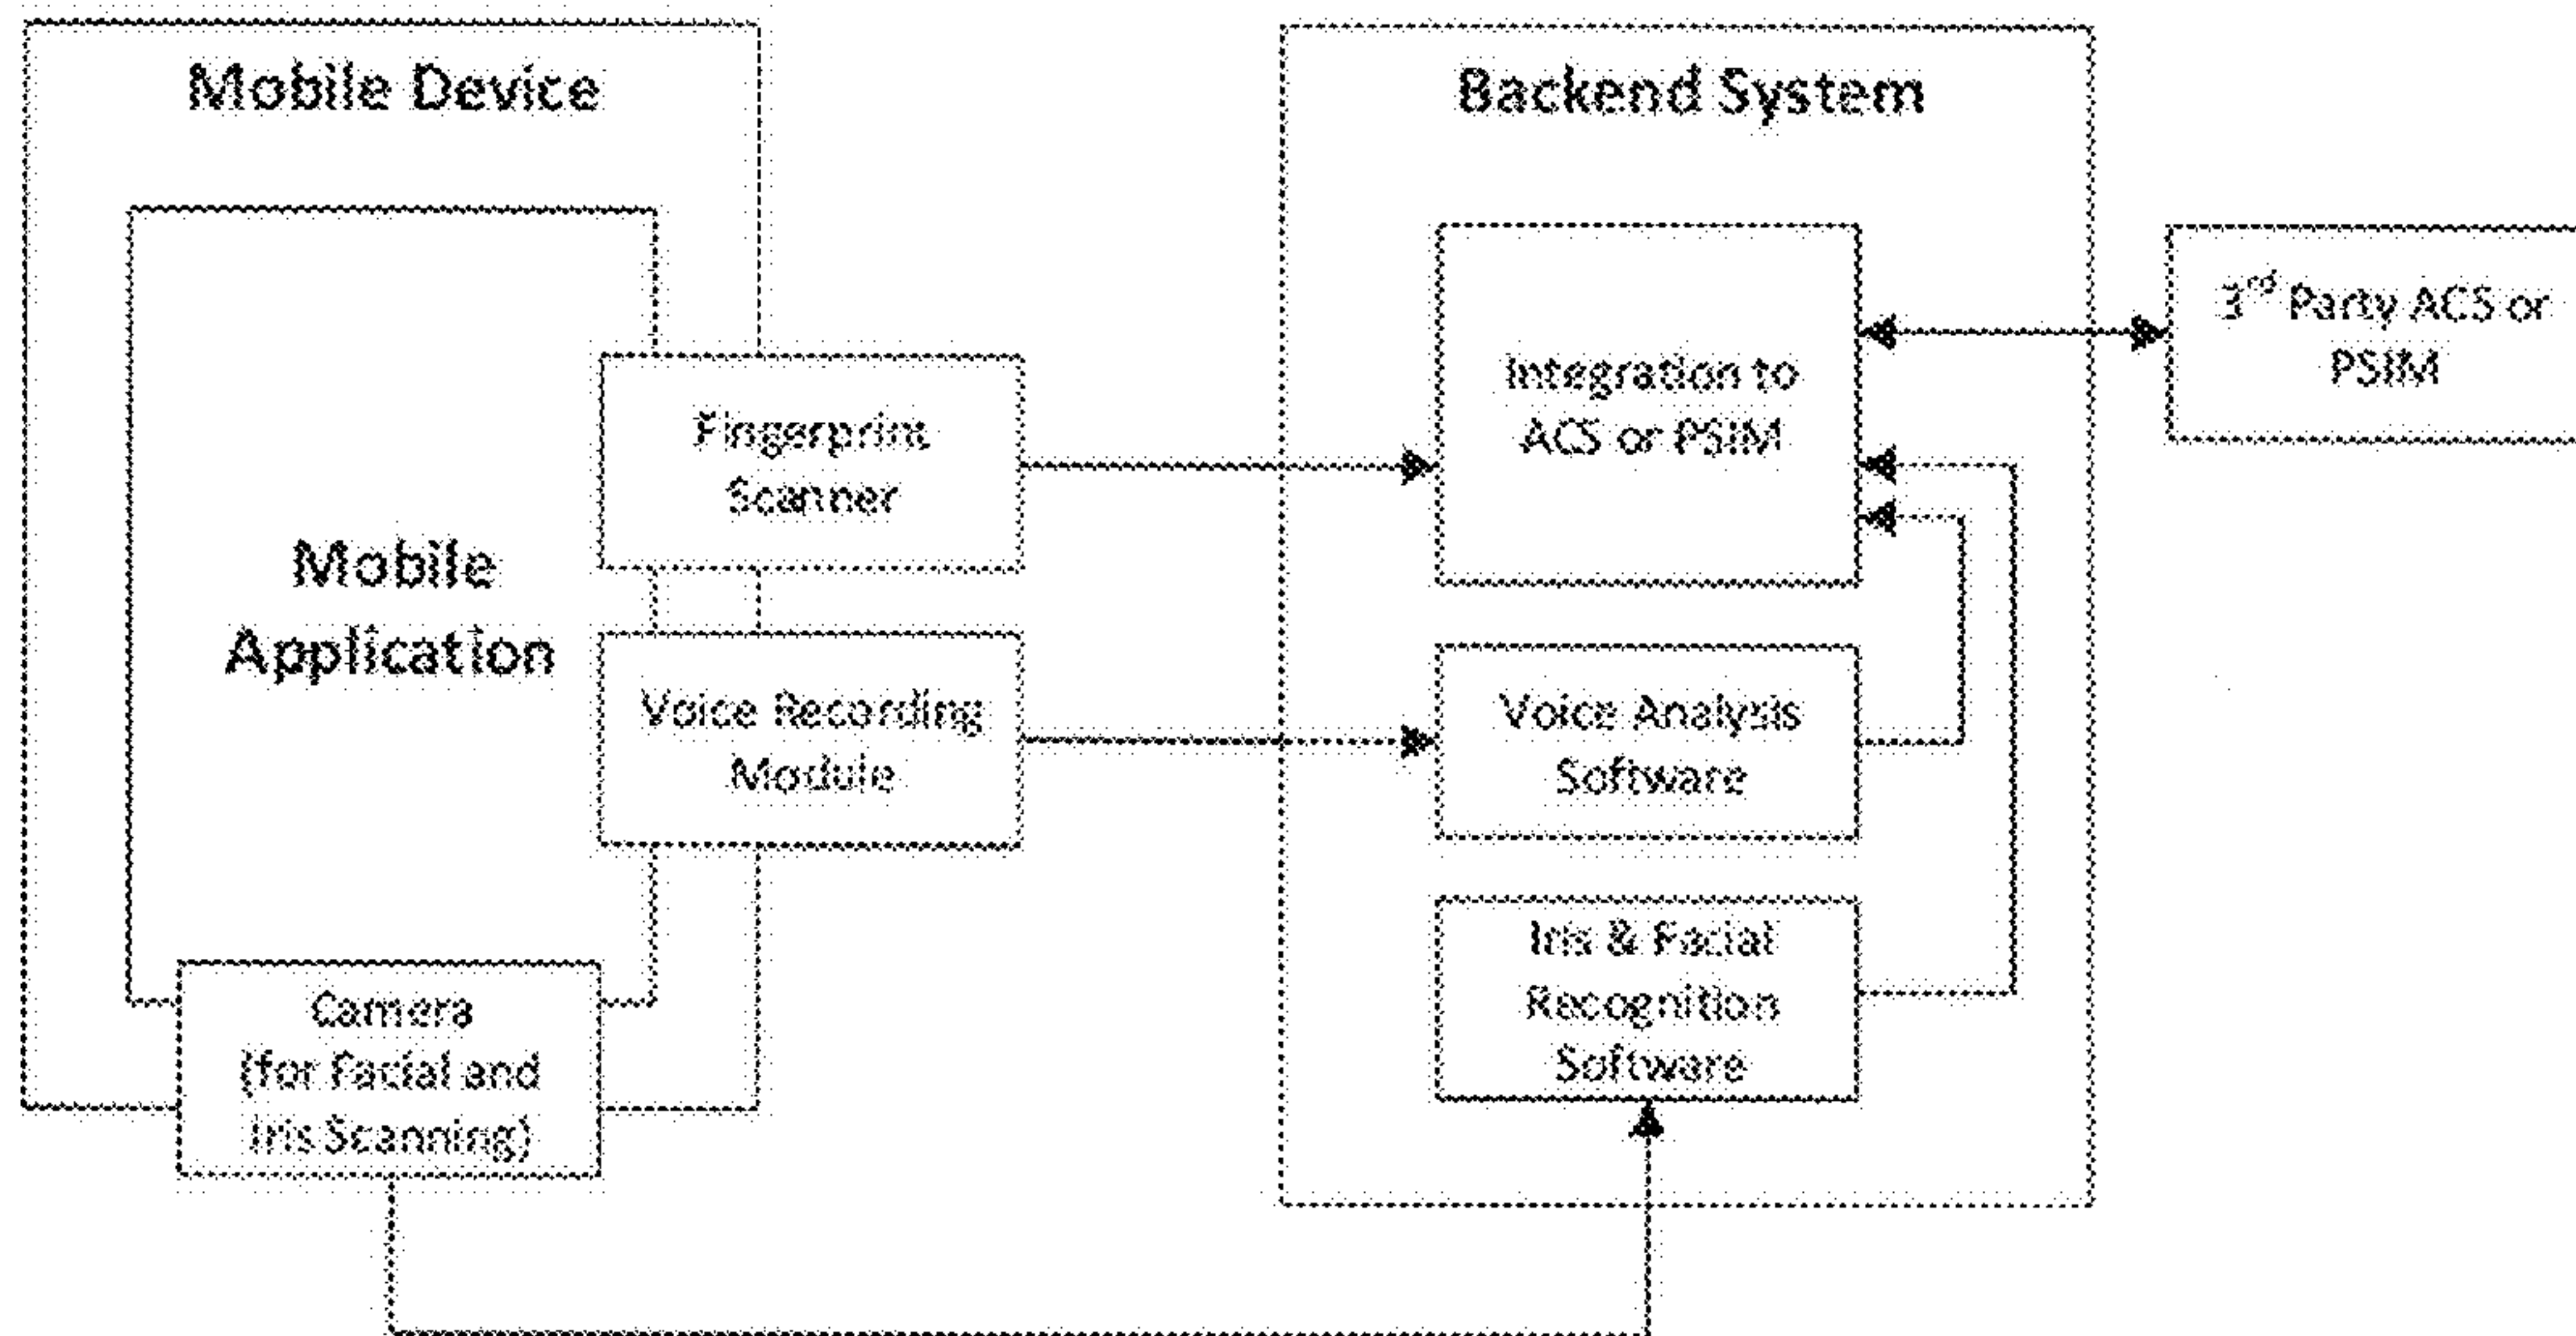 Mobile Device
Mobile
Application
Fingerprint
Scanner
Voice Recording
Module
Camera
(for Facial and
Iris Scanning)
Backend System
Integration to
ACS or PSIM
Voice Analysis
Software
Iris & Facial
Recognition
Software
3rd Party ACS or
PSIM